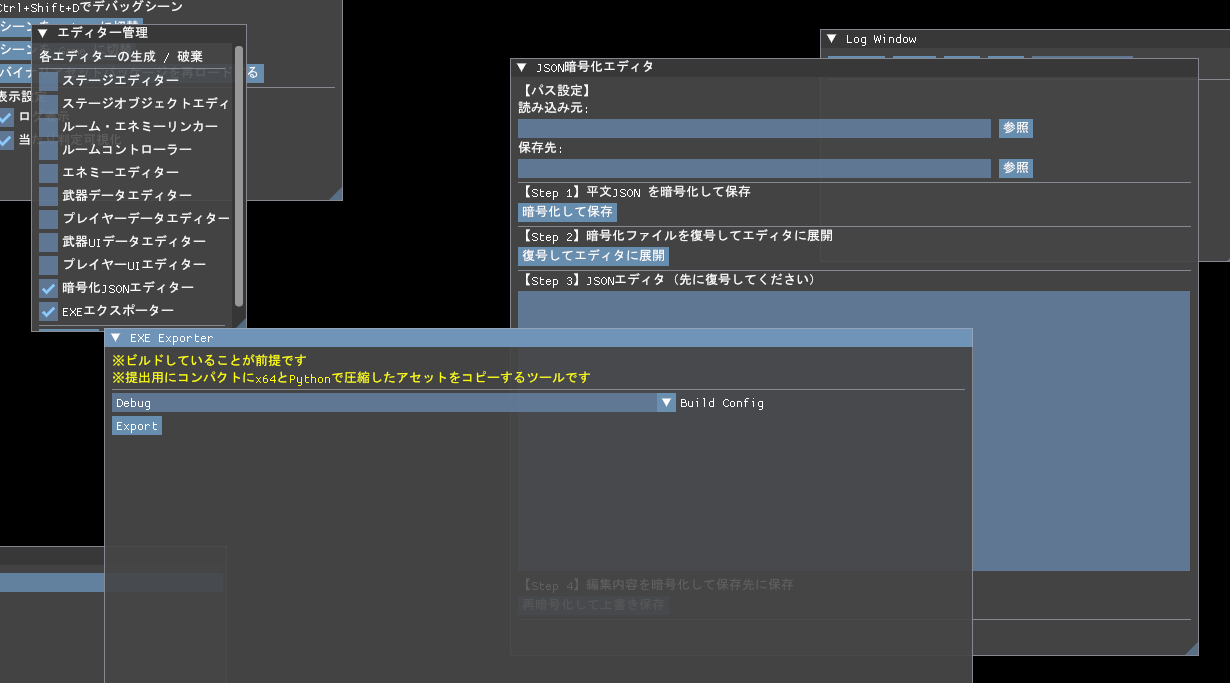 Ctrl+Shift+Dでデバッグシーン
エディター管理
各エディターの生成 / 破棄
ステージエディター
ステージオブジェクトエディ
ルーム・エネミーリンカー
ルームコントローラー
エネミーエディター
武器データエディター
プレイヤーデータエディター
武器UIデータエディター
プレイヤーUIエディター
暗号化JSONエディター
EXEエクスポーター
表示設
Log Window
JSON暗号化エディタ
【パス設定】
読み込み元:
参照
保存先:
参照
【Step 1】平文JSON を暗号化して保存
暗号化して保存
【Step 2】暗号化ファイルを復号してエディタに展開
復号してエディタに展開
【Step 3】JSONエディタ（先に復号してください）
EXE Exporter
※ビルドしていることが前提です
※提出用にコンパクトにx64とPythonで圧縮したアセットをコピーするツールです
Debug
Build Config
Export
【Step 4】編集内容を暗号化して保存先に保存
再暗号化して上書き保存